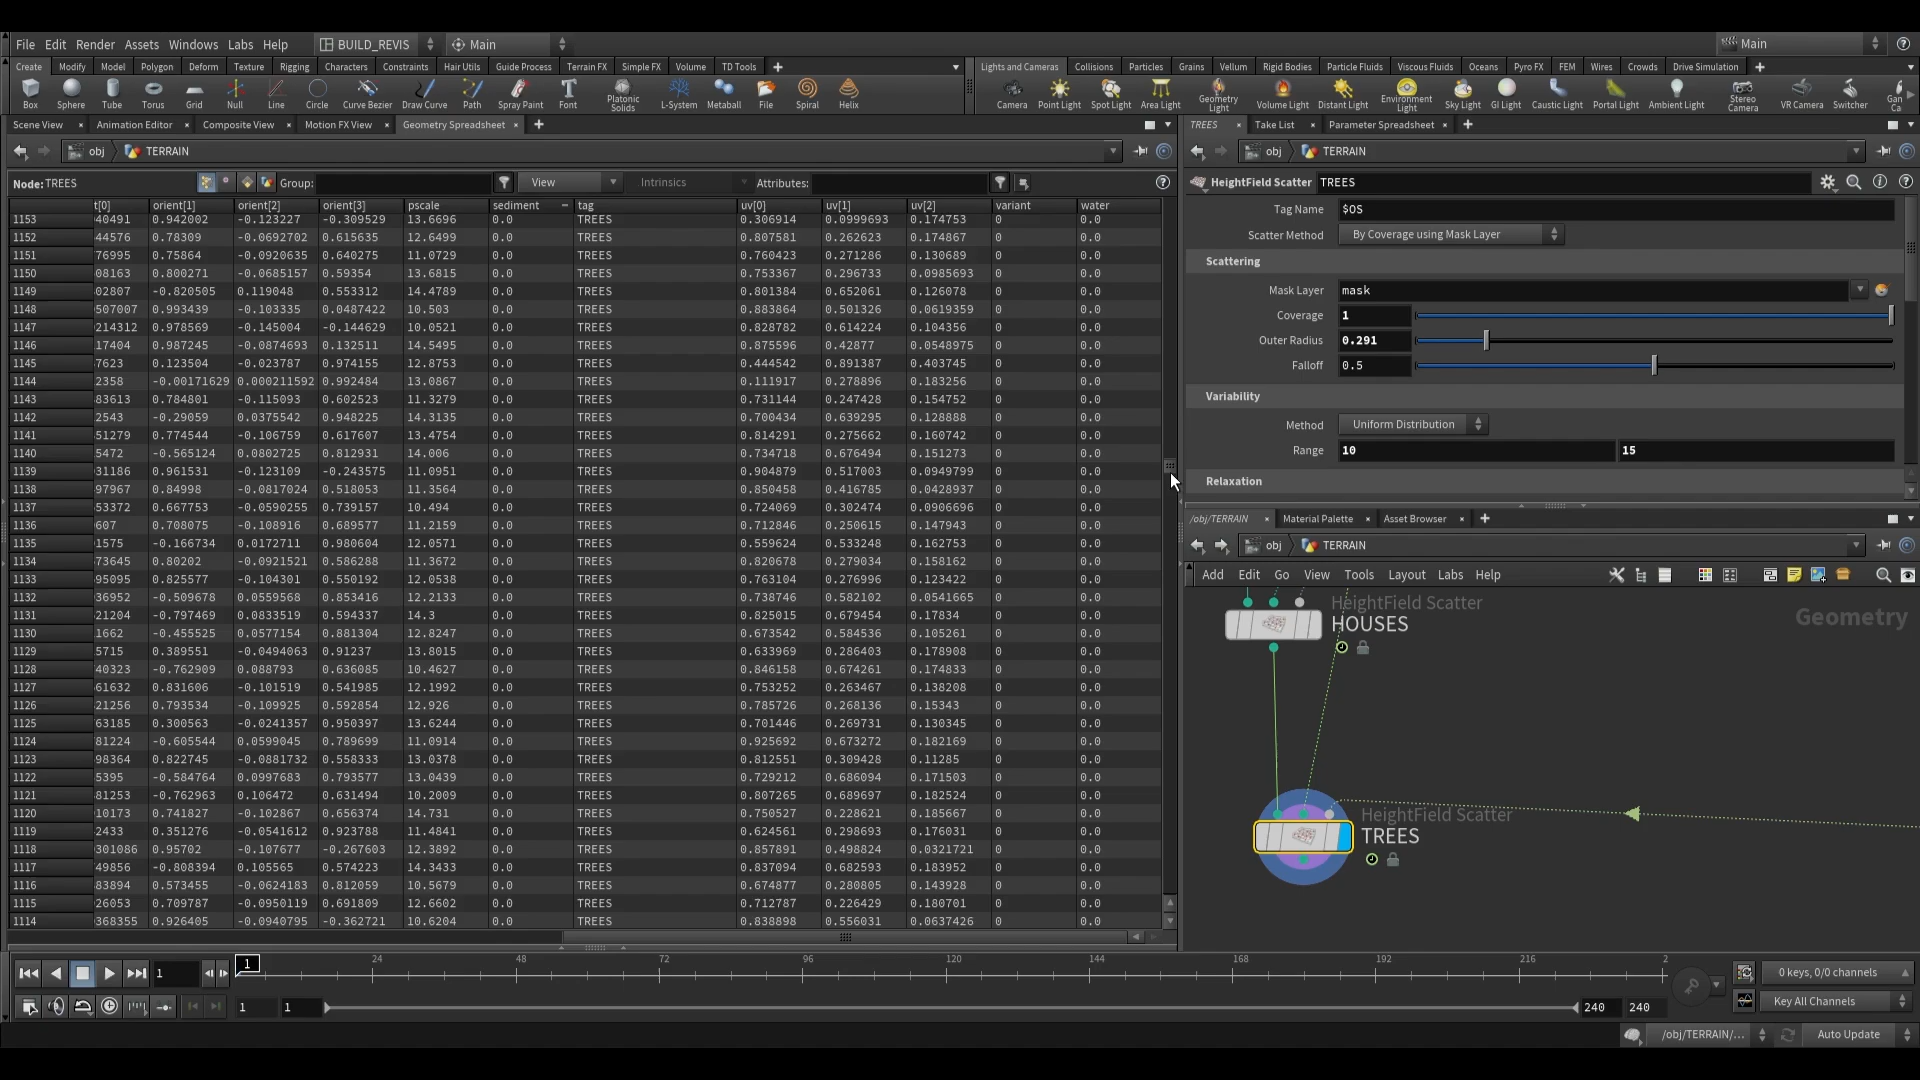 File Edit Render Assets Windows Labs Help BUILD_REVIS Main Main
Create Modify Model Polygon Deform Texture Rigging Characters Constraints Hair Utils Guide Process Terrain FX Simple FX Volume TD Tools
Lights and Cameras Collisions Particles Grains Vellum Rigid Bodies Particle Fluids Viscous Fluids Oceans Pyro FX FEM Wires Crowds Drive Simulation
Box Sphere Tube Torus Grid Null Line Circle Curve Bezier Draw Curve Path Spray Paint Font Platonic Solids L-System Metaball File Spiral Helix
Camera Point Light Spot Light Area Light Geometry Light Volume Light Distant Light Environment Light Sky Light GI Light Caustic Light Portal Light Ambient Light Stereo Camera VR Camera Switcher Gan Ca
Scene View Animation Editor Composite View Motion FX View Geometry Spreadsheet
obj TERRAIN
Node: TREES Group: View Intrinsics Attributes:
t[0] orient[1] orient[2] orient[3] pscale sediment tag uv[0] uv[1] uv[2] variant water
1153 40491 0.942002 -0.123227 -0.309529 13.6696 0.0 TREES 0.306914 0.0999693 0.174753 0 0.0
1152 44576 0.78309 -0.0692702 0.615635 12.6499 0.0 TREES 0.807581 0.262623 0.174867 0 0.0
1151 76995 0.75864 -0.0920635 0.640275 11.0729 0.0 TREES 0.760423 0.271286 0.130689 0 0.0
1150 08163 0.800271 -0.0685157 0.59354 13.6815 0.0 TREES 0.753367 0.296733 0.0985693 0 0.0
1149 02807 -0.820505 0.119048 0.553312 14.4789 0.0 TREES 0.801384 0.652061 0.126078 0 0.0
1148 507007 0.993439 -0.103335 0.0487422 10.503 0.0 TREES 0.883864 0.501326 0.0619359 0 0.0
1147 214312 0.978569 -0.145004 -0.144629 10.0521 0.0 TREES 0.828782 0.614224 0.104356 0 0.0
1146 17404 0.987245 -0.0874693 0.132511 14.5495 0.0 TREES 0.875596 0.42877 0.0548975 0 0.0
1145 7623 0.123504 -0.023787 0.974155 12.8753 0.0 TREES 0.444542 0.891387 0.403745 0 0.0
1144 2358 -0.00171629 0.000211592 0.992484 13.0867 0.0 TREES 0.111917 0.278896 0.183256 0 0.0
1143 83613 0.784801 -0.115093 0.602523 11.3279 0.0 TREES 0.731144 0.247428 0.154752 0 0.0
1142 2543 -0.29059 0.0375542 0.948225 14.3135 0.0 TREES 0.700434 0.639295 0.128888 0 0.0
1141 51279 0.774544 -0.106759 0.617607 13.4754 0.0 TREES 0.814291 0.275662 0.160742 0 0.0
1140 5472 -0.565124 0.0802725 0.812931 14.006 0.0 TREES 0.734718 0.676494 0.151273 0 0.0
1139 31186 0.961531 -0.123109 -0.243575 11.0951 0.0 TREES 0.904879 0.517003 0.0949799 0 0.0
1138 97967 0.84998 -0.0817024 0.518053 11.3564 0.0 TREES 0.850458 0.416785 0.0428937 0 0.0
1137 53372 0.667753 -0.0590255 0.739157 10.494 0.0 TREES 0.724069 0.302474 0.0906696 0 0.0
1136 607 0.708075 -0.108916 0.689577 11.2159 0.0 TREES 0.712846 0.250615 0.147943 0 0.0
1135 1575 -0.166734 0.0172711 0.980604 12.0571 0.0 TREES 0.559624 0.533248 0.162753 0 0.0
1134 73645 0.80202 -0.0921521 0.586288 11.3672 0.0 TREES 0.820678 0.279034 0.158162 0 0.0
1133 95095 0.825577 -0.104301 0.550192 12.0538 0.0 TREES 0.763104 0.276996 0.123422 0 0.0
1132 36952 -0.509678 0.0559568 0.853416 12.2133 0.0 TREES 0.738746 0.582102 0.0541665 0 0.0
1131 21204 -0.797469 0.0833519 0.594337 14.3 0.0 TREES 0.825015 0.679454 0.17834 0 0.0
1130 1662 -0.455525 0.0577154 0.881304 12.8247 0.0 TREES 0.673542 0.584536 0.105261 0 0.0
1129 5715 0.389551 -0.0494063 0.91237 13.8015 0.0 TREES 0.633969 0.286403 0.178908 0 0.0
1128 40323 -0.762909 0.088793 0.636085 10.4627 0.0 TREES 0.846158 0.674261 0.174833 0 0.0
1127 61632 0.831606 -0.101519 0.541985 12.1992 0.0 TREES 0.753252 0.263467 0.138208 0 0.0
1126 21256 0.793534 -0.109925 0.592854 12.926 0.0 TREES 0.785726 0.268136 0.15343 0 0.0
1125 63185 0.300563 -0.0241357 0.950397 13.6244 0.0 TREES 0.701446 0.269731 0.130345 0 0.0
1124 81224 -0.605544 0.0599045 0.789699 11.0914 0.0 TREES 0.925692 0.673272 0.182169 0 0.0
1123 98364 0.822745 -0.0881732 0.558333 13.0378 0.0 TREES 0.812551 0.309428 0.11285 0 0.0
1122 5395 -0.584764 0.0997683 0.793577 13.0439 0.0 TREES 0.729212 0.686094 0.171503 0 0.0
1121 81253 -0.762963 0.106472 0.631494 10.2009 0.0 TREES 0.807265 0.689697 0.182524 0 0.0
1120 10173 0.741827 -0.102867 0.656374 14.731 0.0 TREES 0.750527 0.228621 0.185667 0 0.0
1119 2433 0.351276 -0.0541612 0.923788 11.4841 0.0 TREES 0.624561 0.298693 0.176031 0 0.0
1118 301086 0.95702 -0.107677 -0.267603 12.3892 0.0 TREES 0.857891 0.498824 0.0321721 0 0.0
1117 49856 -0.808394 0.105565 0.574223 14.3433 0.0 TREES 0.837094 0.682593 0.183952 0 0.0
1116 83894 0.573455 -0.0624183 0.812059 10.5679 0.0 TREES 0.674877 0.280805 0.143928 0 0.0
1115 26053 0.709787 -0.0950119 0.691809 12.6602 0.0 TREES 0.712787 0.226429 0.180701 0 0.0
1114 368355 0.926405 -0.0940795 -0.362721 10.6204 0.0 TREES 0.838898 0.556031 0.0637426 0 0.0
TREES Take List Parameter Spreadsheet
obj TERRAIN
HeightField Scatter TREES
Tag Name $OS
Scatter Method By Coverage using Mask Layer
Scattering
Mask Layer mask
Coverage 1
Outer Radius 0.291
Falloff 0.5
Variability
Method Uniform Distribution
Range 10 15
Relaxation
/obj/TERRAIN Material Palette Asset Browser
obj TERRAIN
Add Edit Go View Tools Layout Labs Help
HeightField Scatter
HOUSES
Geometry
HeightField Scatter
TREES
1 1 24 48 72 96 120 144 168 192 216 2
0 keys, 0/0 channels
1 1 240 240 Key All Channels
/obj/TERRAIN/... Auto Update